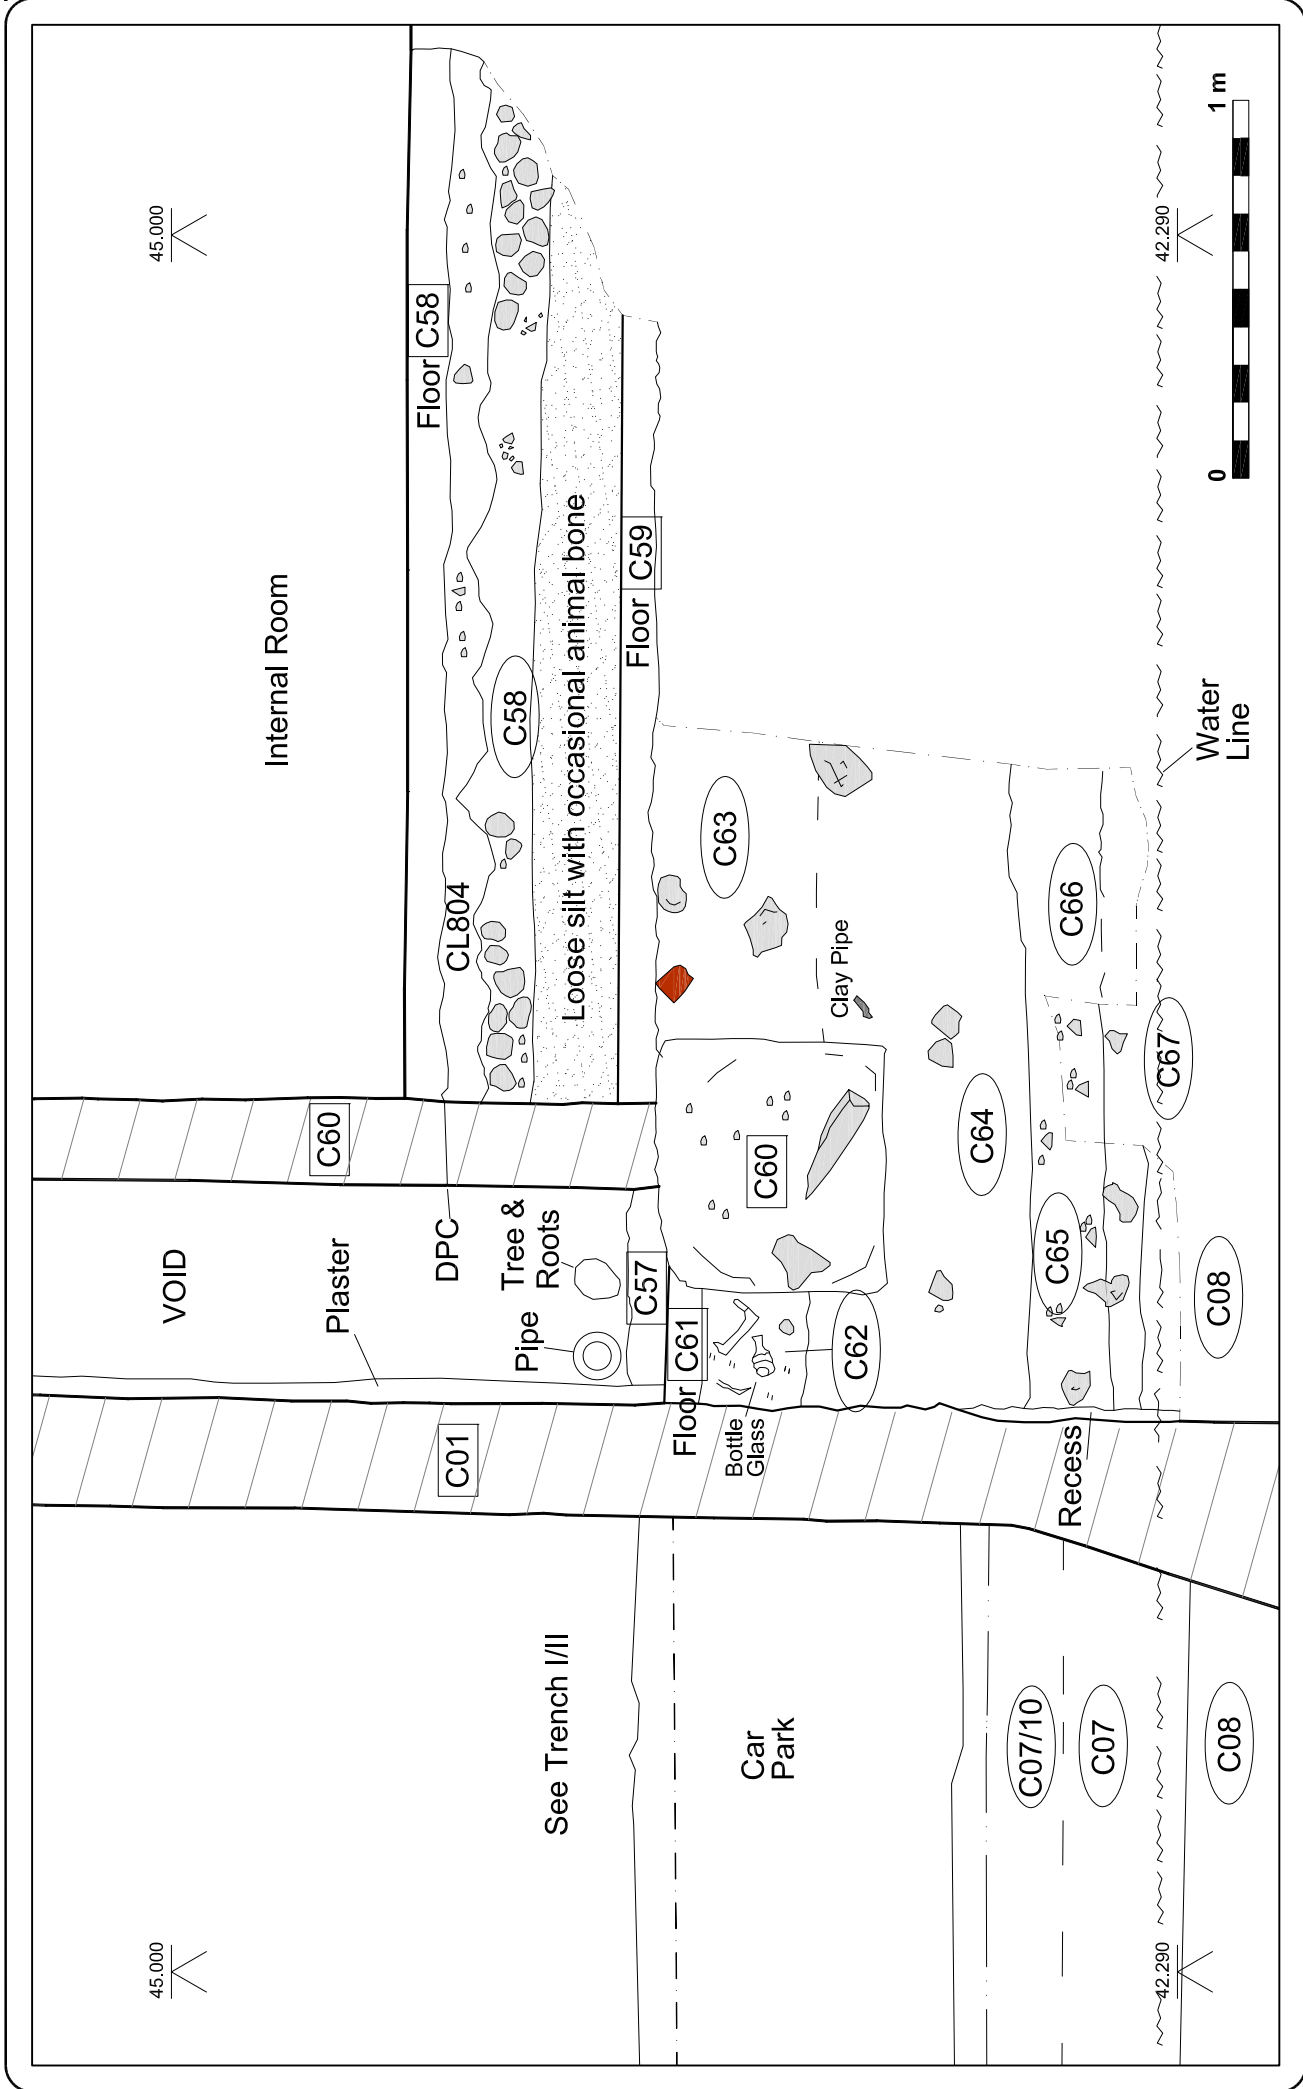 45.000
45.000
Internal Room
VOID
Plaster
DPC
Tree &
Roots
Pipe
C60
C01
Floor C58
CL804
C58
Loose silt with occasional animal bone
Floor C59
C57
Floor C61
Bottle
Glass
C62
C60
C63
Clay Pipe
C64
C65
C66
C67
C08
Recess
See Trench I/II
Car
Park
C07/10
C07
C08
42.290
42.290
Water
Line
0
1 m